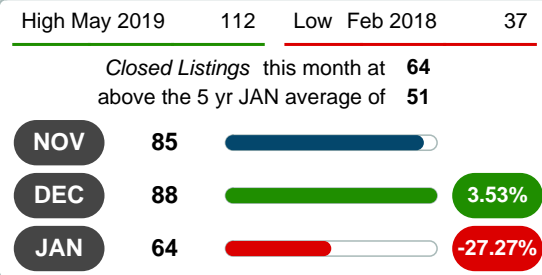 High May 2019 112 Low Feb 2018 37
Closed Listings this month at 64
above the 5 yr JAN average of 51
NOV 85
DEC 88 3.53%
JAN 64 -27.27%